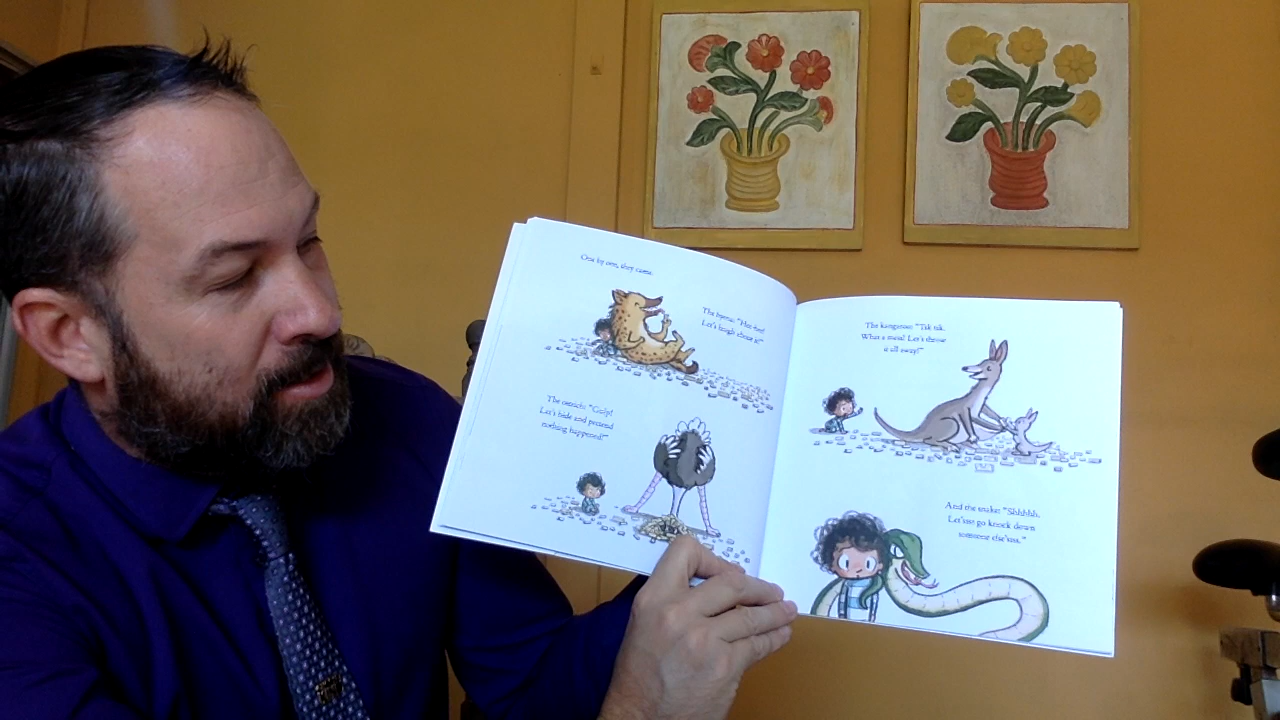 One by one, they came.
The hyena: "Hee-hee!
Let's laugh about it!"
The ostrich: "Gulp!
Let's hide and pretend
nothing happened!"
The kangaroo: "Tsk tsk.
What a mess! Let's throw
it all away!"
And the snake: "Shhhhh.
Let'sss go knock down
someone else'sss."